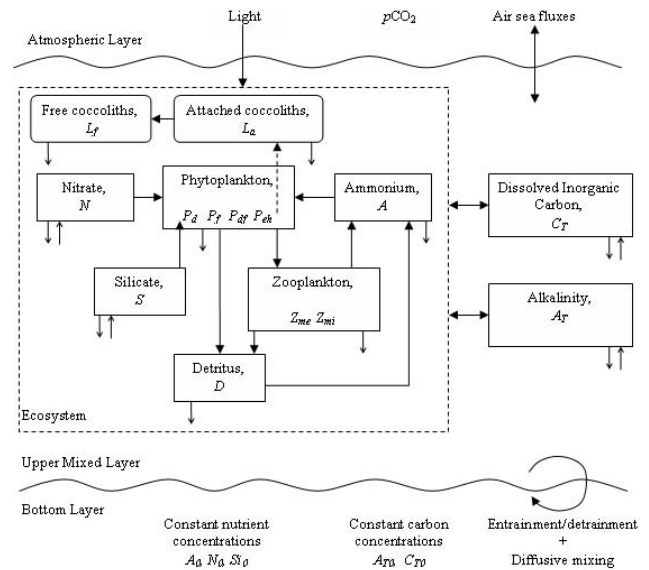 Light
pCO2
Air sea fluxes
Atmospheric Layer
Free coccoliths,
Lf
Attached coccoliths,
La
Nitrate,
N
Phytoplankton,
Pd Pf Pdf Peh
Ammonium,
A
Dissolved Inorganic
Carbon,
CT
Silicate,
S
Zooplankton,
Zme Zmi
Alkalinity,
AT
Detritus,
D
Ecosystem
Upper Mixed Layer
Bottom Layer
Constant nutrient
concentrations
A0, N0, Si0
Constant carbon
concentrations
AT0, CT0
Entrainment/detrainment
+
Diffusive mixing